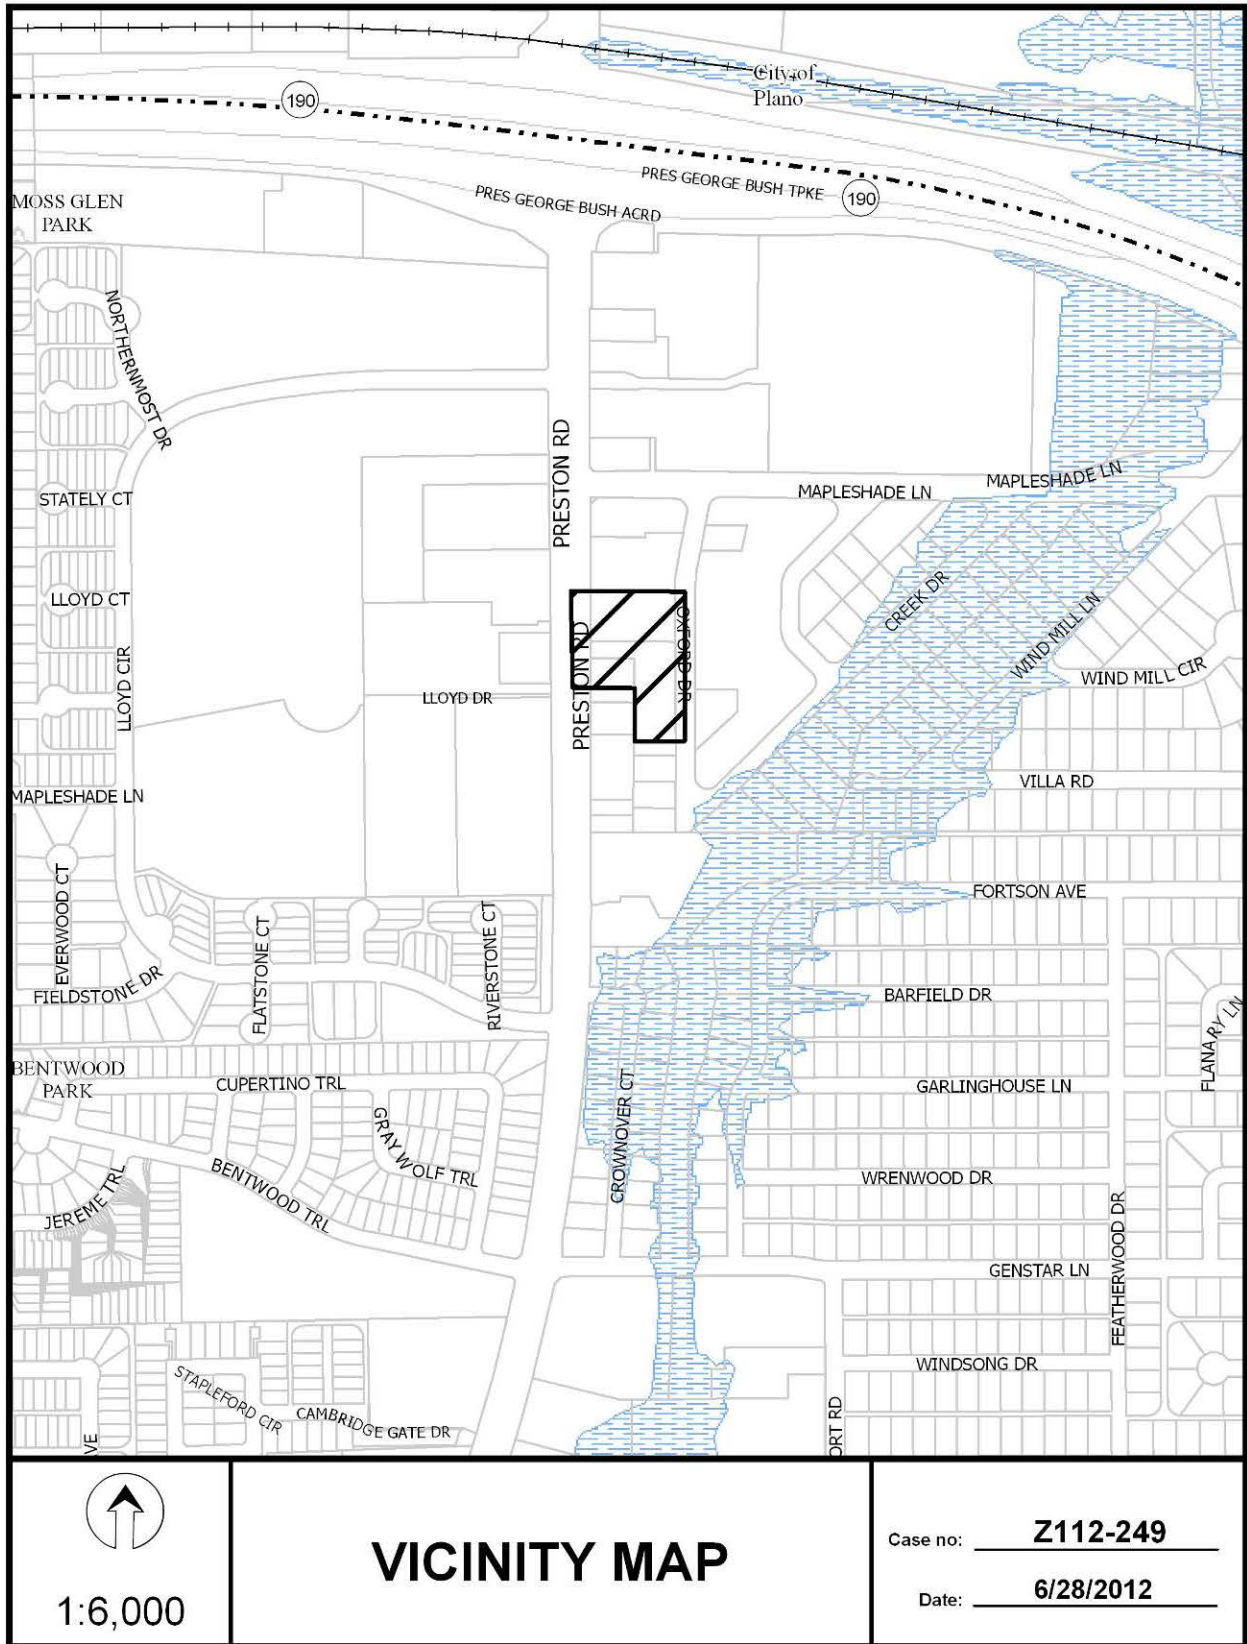 City of
Plano
190
PRES GEORGE BUSH TPKE
190
PRES GEORGE BUSH ACRD
MOSS GLEN
PARK
NORTHERNMOST DR
PRESTON RD
MAPLESHADE LN
MAPLESHADE LN
STATELY CT
LLOYD CT
CREEK DR
WIND MILL LN
OXFORD DR
PRESTON RD
LLOYD CIR
LLOYD DR
WIND MILL CIR
VILLA RD
MAPLESHADE LN
EVERWOOD CT
FORTSON AVE
FLATSTONE CT
RIVERSTONE CT
FIELDSTONE DR
BARFIELD DR
FLANARY LN
BENTWOOD
PARK
CUPERTINO TRL
GARLINGHOUSE LN
CROWNOVER CT
GRAY WOLF TRL
BENTWOOD TRL
JEREME TRL
WRENWOOD DR
FEATHERWOOD DR
GENSTAR LN
WINDSONG DR
STAPLEFORD CIR
CAMBRIDGE GATE DR
VE
ORT RD
1:6,000
VICINITY MAP
Case no: Z112-249
Date: 6/28/2012